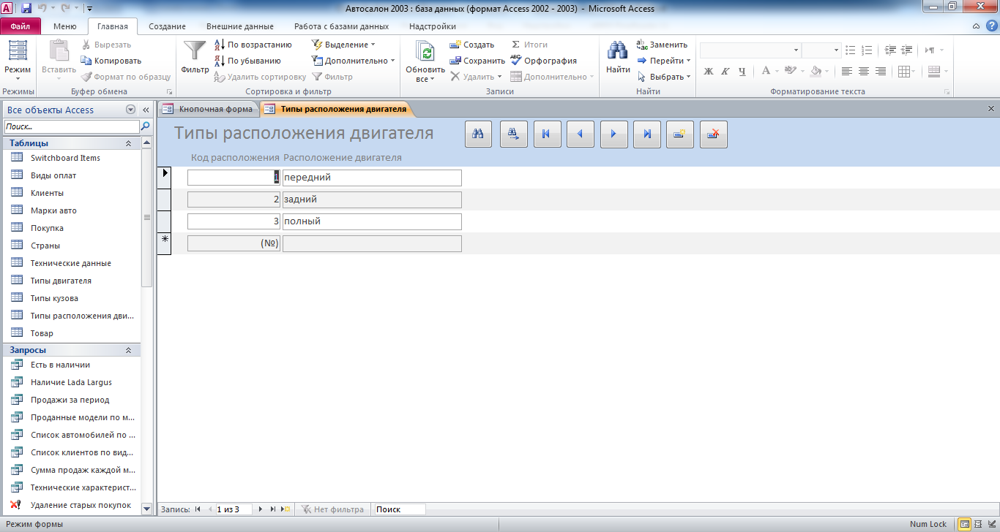 Автосалон 2003 : база данных (формат Access 2002 - 2003) - Microsoft Access
Файл Меню Главная Создание Внешние данные Работа с базами данных Надстройки
Режим
Режимы
Вставить
Вырезать
Копировать
Формат по образцу
Буфер обмена
Фильтр
По возрастанию
По убыванию
Удалить сортировку
Выделение
Дополнительно
Фильтр
Сортировка и фильтр
Обновить
все
Создать
Сохранить
Удалить
Итоги
Орфография
Дополнительно
Записи
Найти
Заменить
Перейти
Выбрать
Найти
Ж К Ч А
Форматирование текста
Все объекты Access
Поиск...
Таблицы
Switchboard Items
Виды оплат
Клиенты
Марки авто
Покупка
Страны
Технические данные
Типы двигателя
Типы кузова
Типы расположения дви...
Товар
Запросы
Есть в наличии
Наличие Lada Largus
Продажи за период
Проданные модели по м...
Список автомобилей по ...
Список клиентов по вид...
Сумма продаж каждой м...
Технические характерист...
Удаление старых покупок
Кнопочная форма Типы расположения двигателя
Типы расположения двигателя
Код расположения Расположение двигателя
1 передний
2 задний
3 полный
(№)
Запись: 1 из 3 Нет фильтра Поиск
Режим формы Num Lock